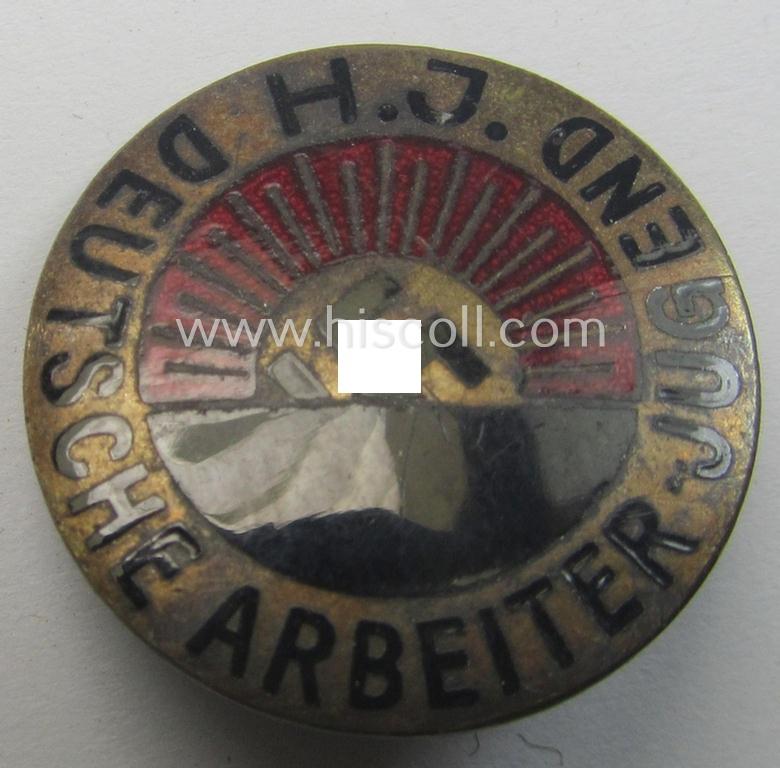 H.J. DEUTSCHE ARBEITER-JUGEND
www.hiscoll.com